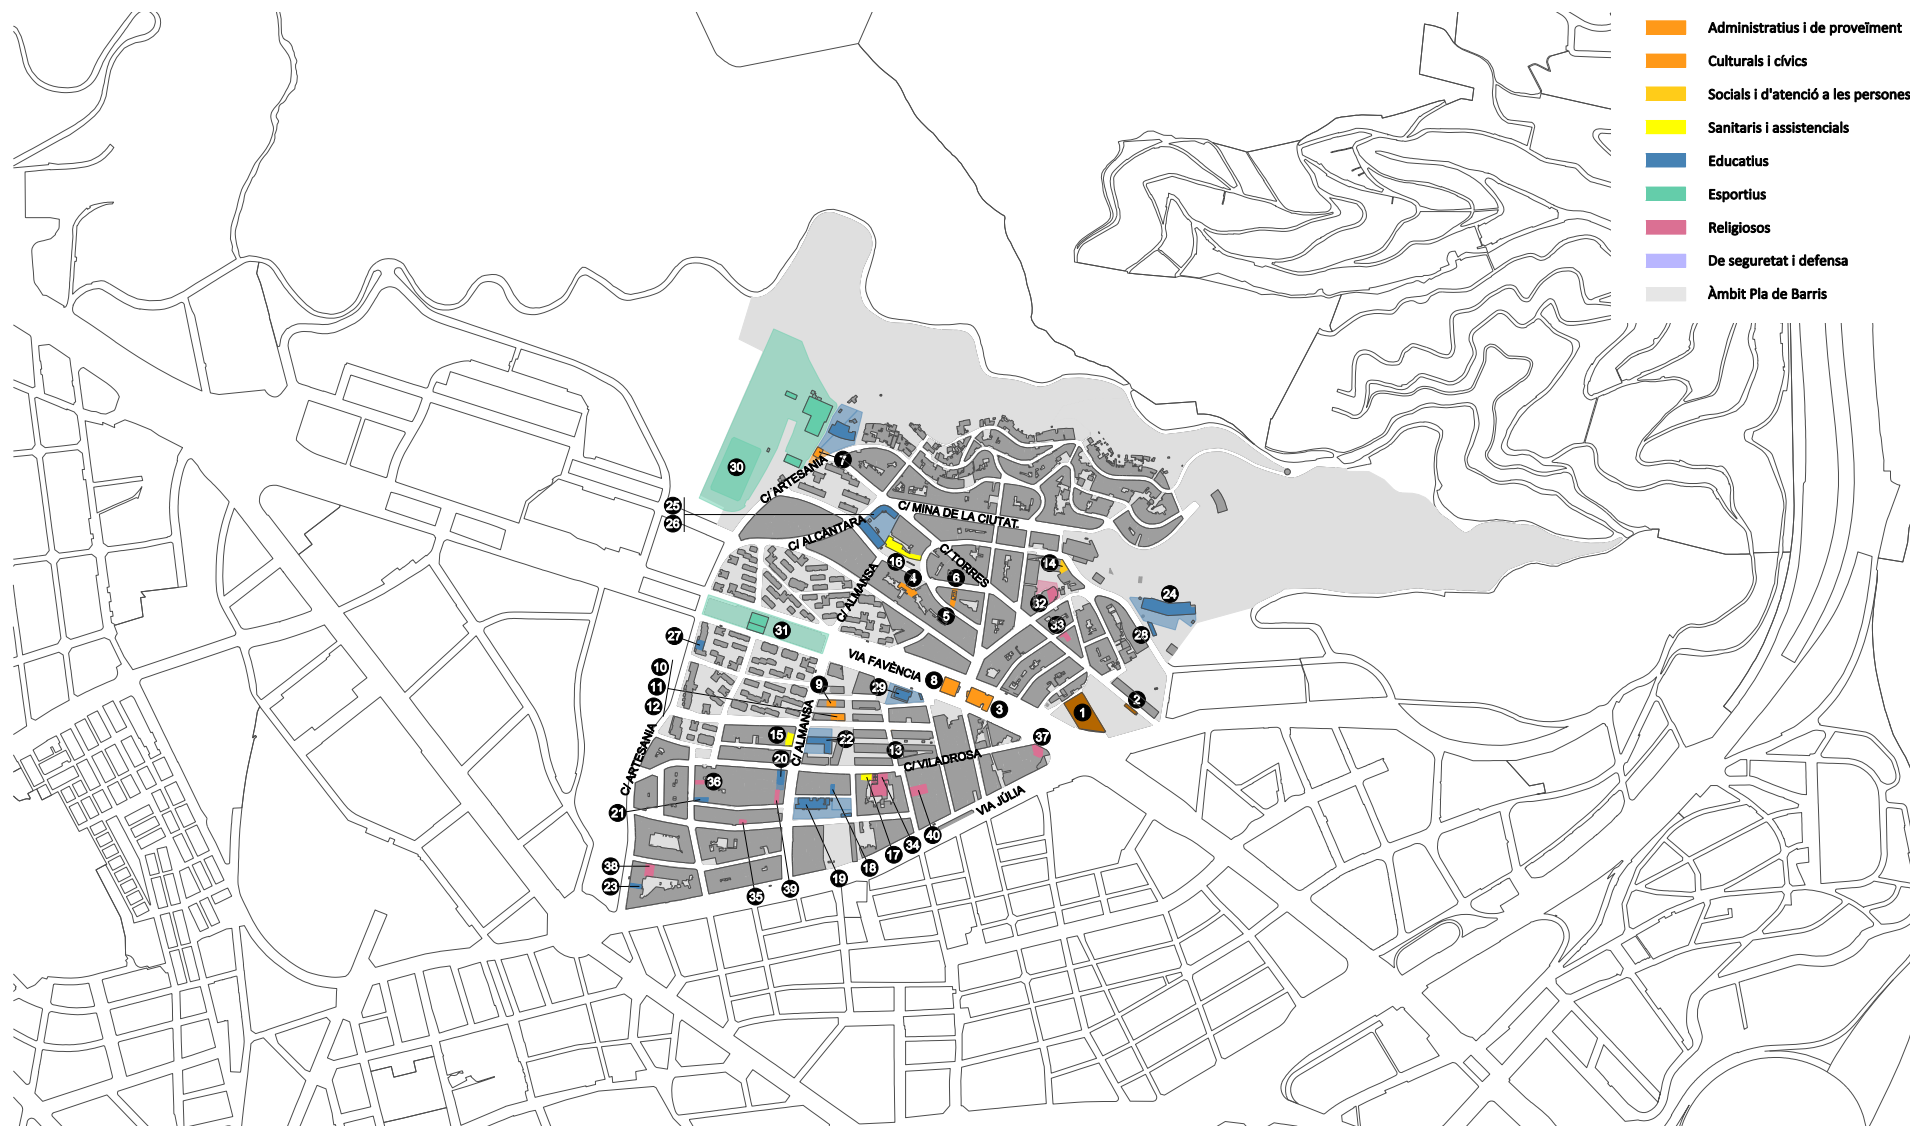 Administratius i de proveïment
Culturals i cívics
Socials i d'atenció a les persones
Sanitaris i assistencials
Educatius
Esportius
Religiosos
De seguretat i defensa
Àmbit Pla de Barris
30
7
C/ ARTESANIA
25
26
C/ MINA DE LA CIUTAT.
C/ ALCÀNTARA
C/ TORRES
16
4
6
14
C/ ALMANSA
5
32
24
33
28
31
27
VIA FAVÈNCIA
10
11
12
9
29
8
3
2
1
C/ ALMANSA
15
22
37
13
C/ VILADROSA
20
C/ ARTESANIA
36
21
VIA JÚLIA
40
34
17
18
19
38
23
39
35